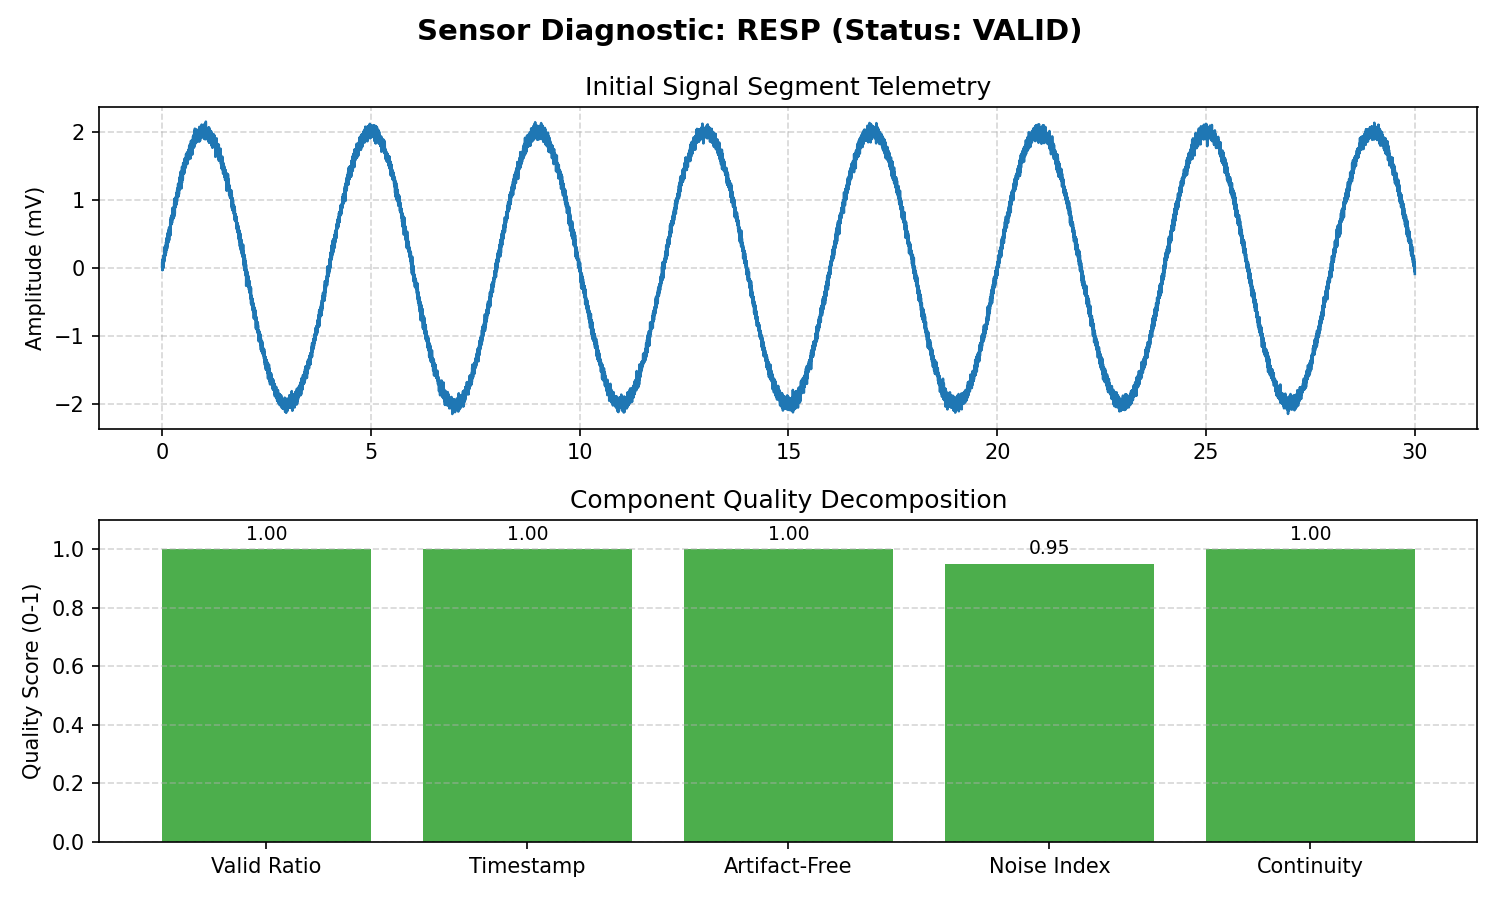 Sensor Diagnostic: RESP (Status: VALID)
Initial Signal Segment Telemetry
Amplitude (mV)
2
1
0
−1
−2
0 5 10 15 20 25 30
Component Quality Decomposition
Quality Score (0-1)
1.0
0.8
0.6
0.4
0.2
0.0
1.00 1.00 1.00 0.95 1.00
Valid Ratio Timestamp Artifact-Free Noise Index Continuity